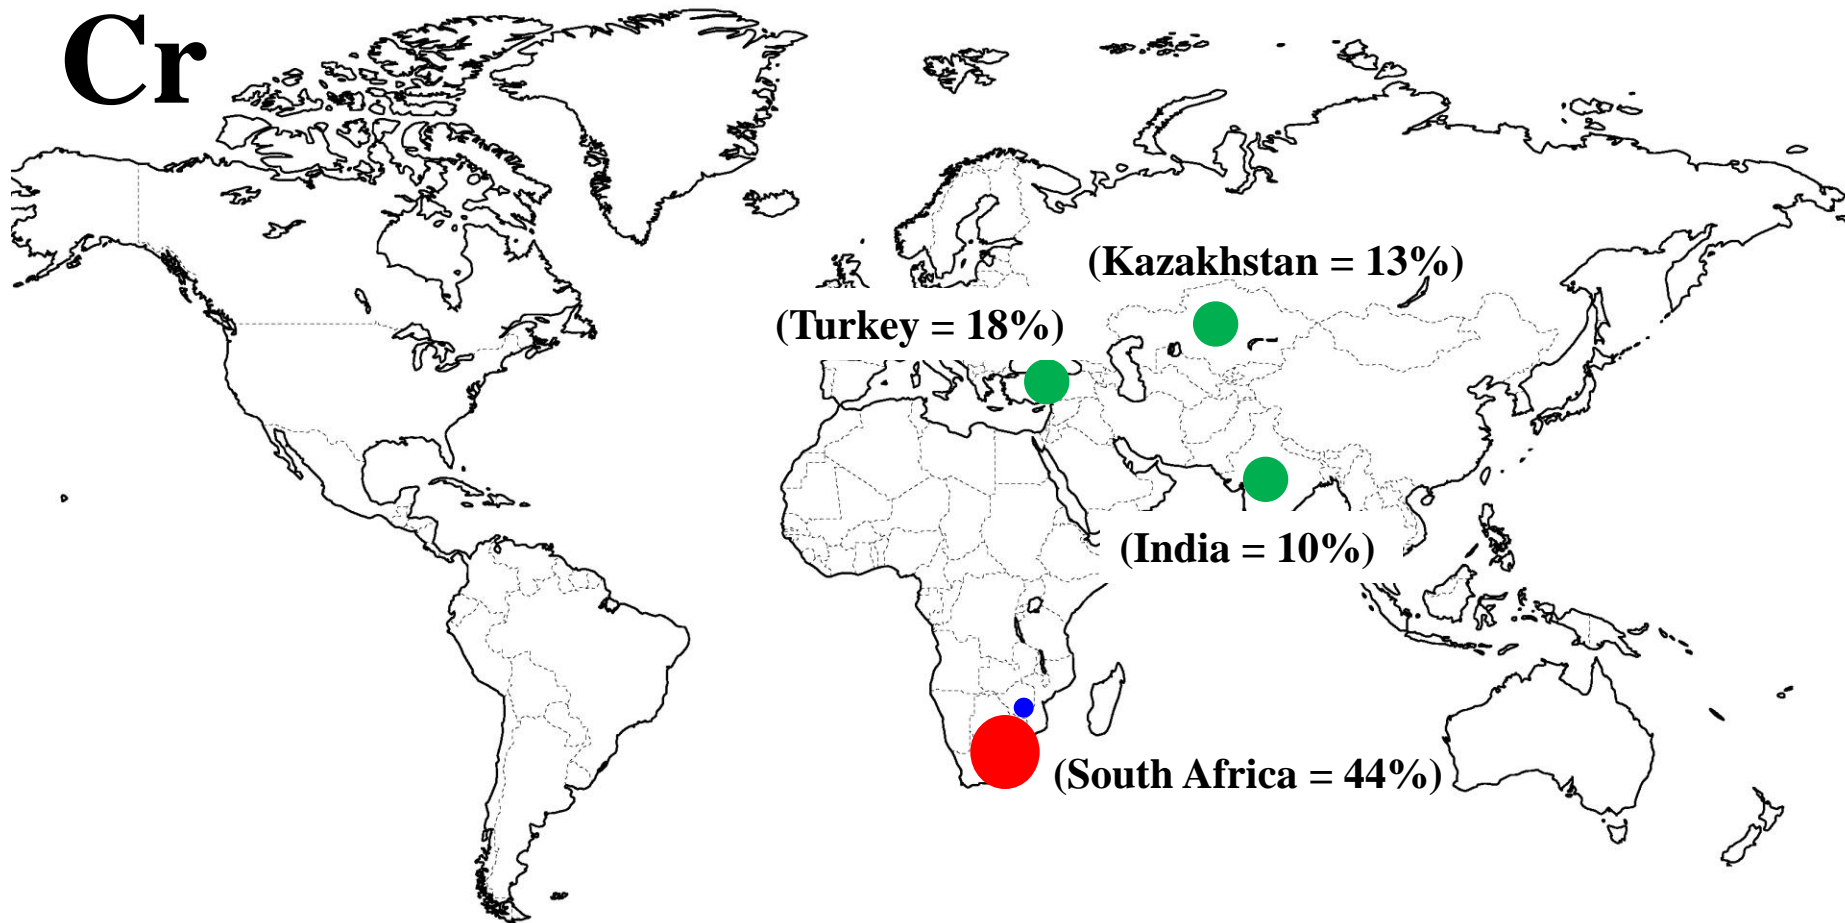 Cr
(Kazakhstan = 13%)
(Turkey = 18%)
(India = 10%)
(South Africa = 44%)